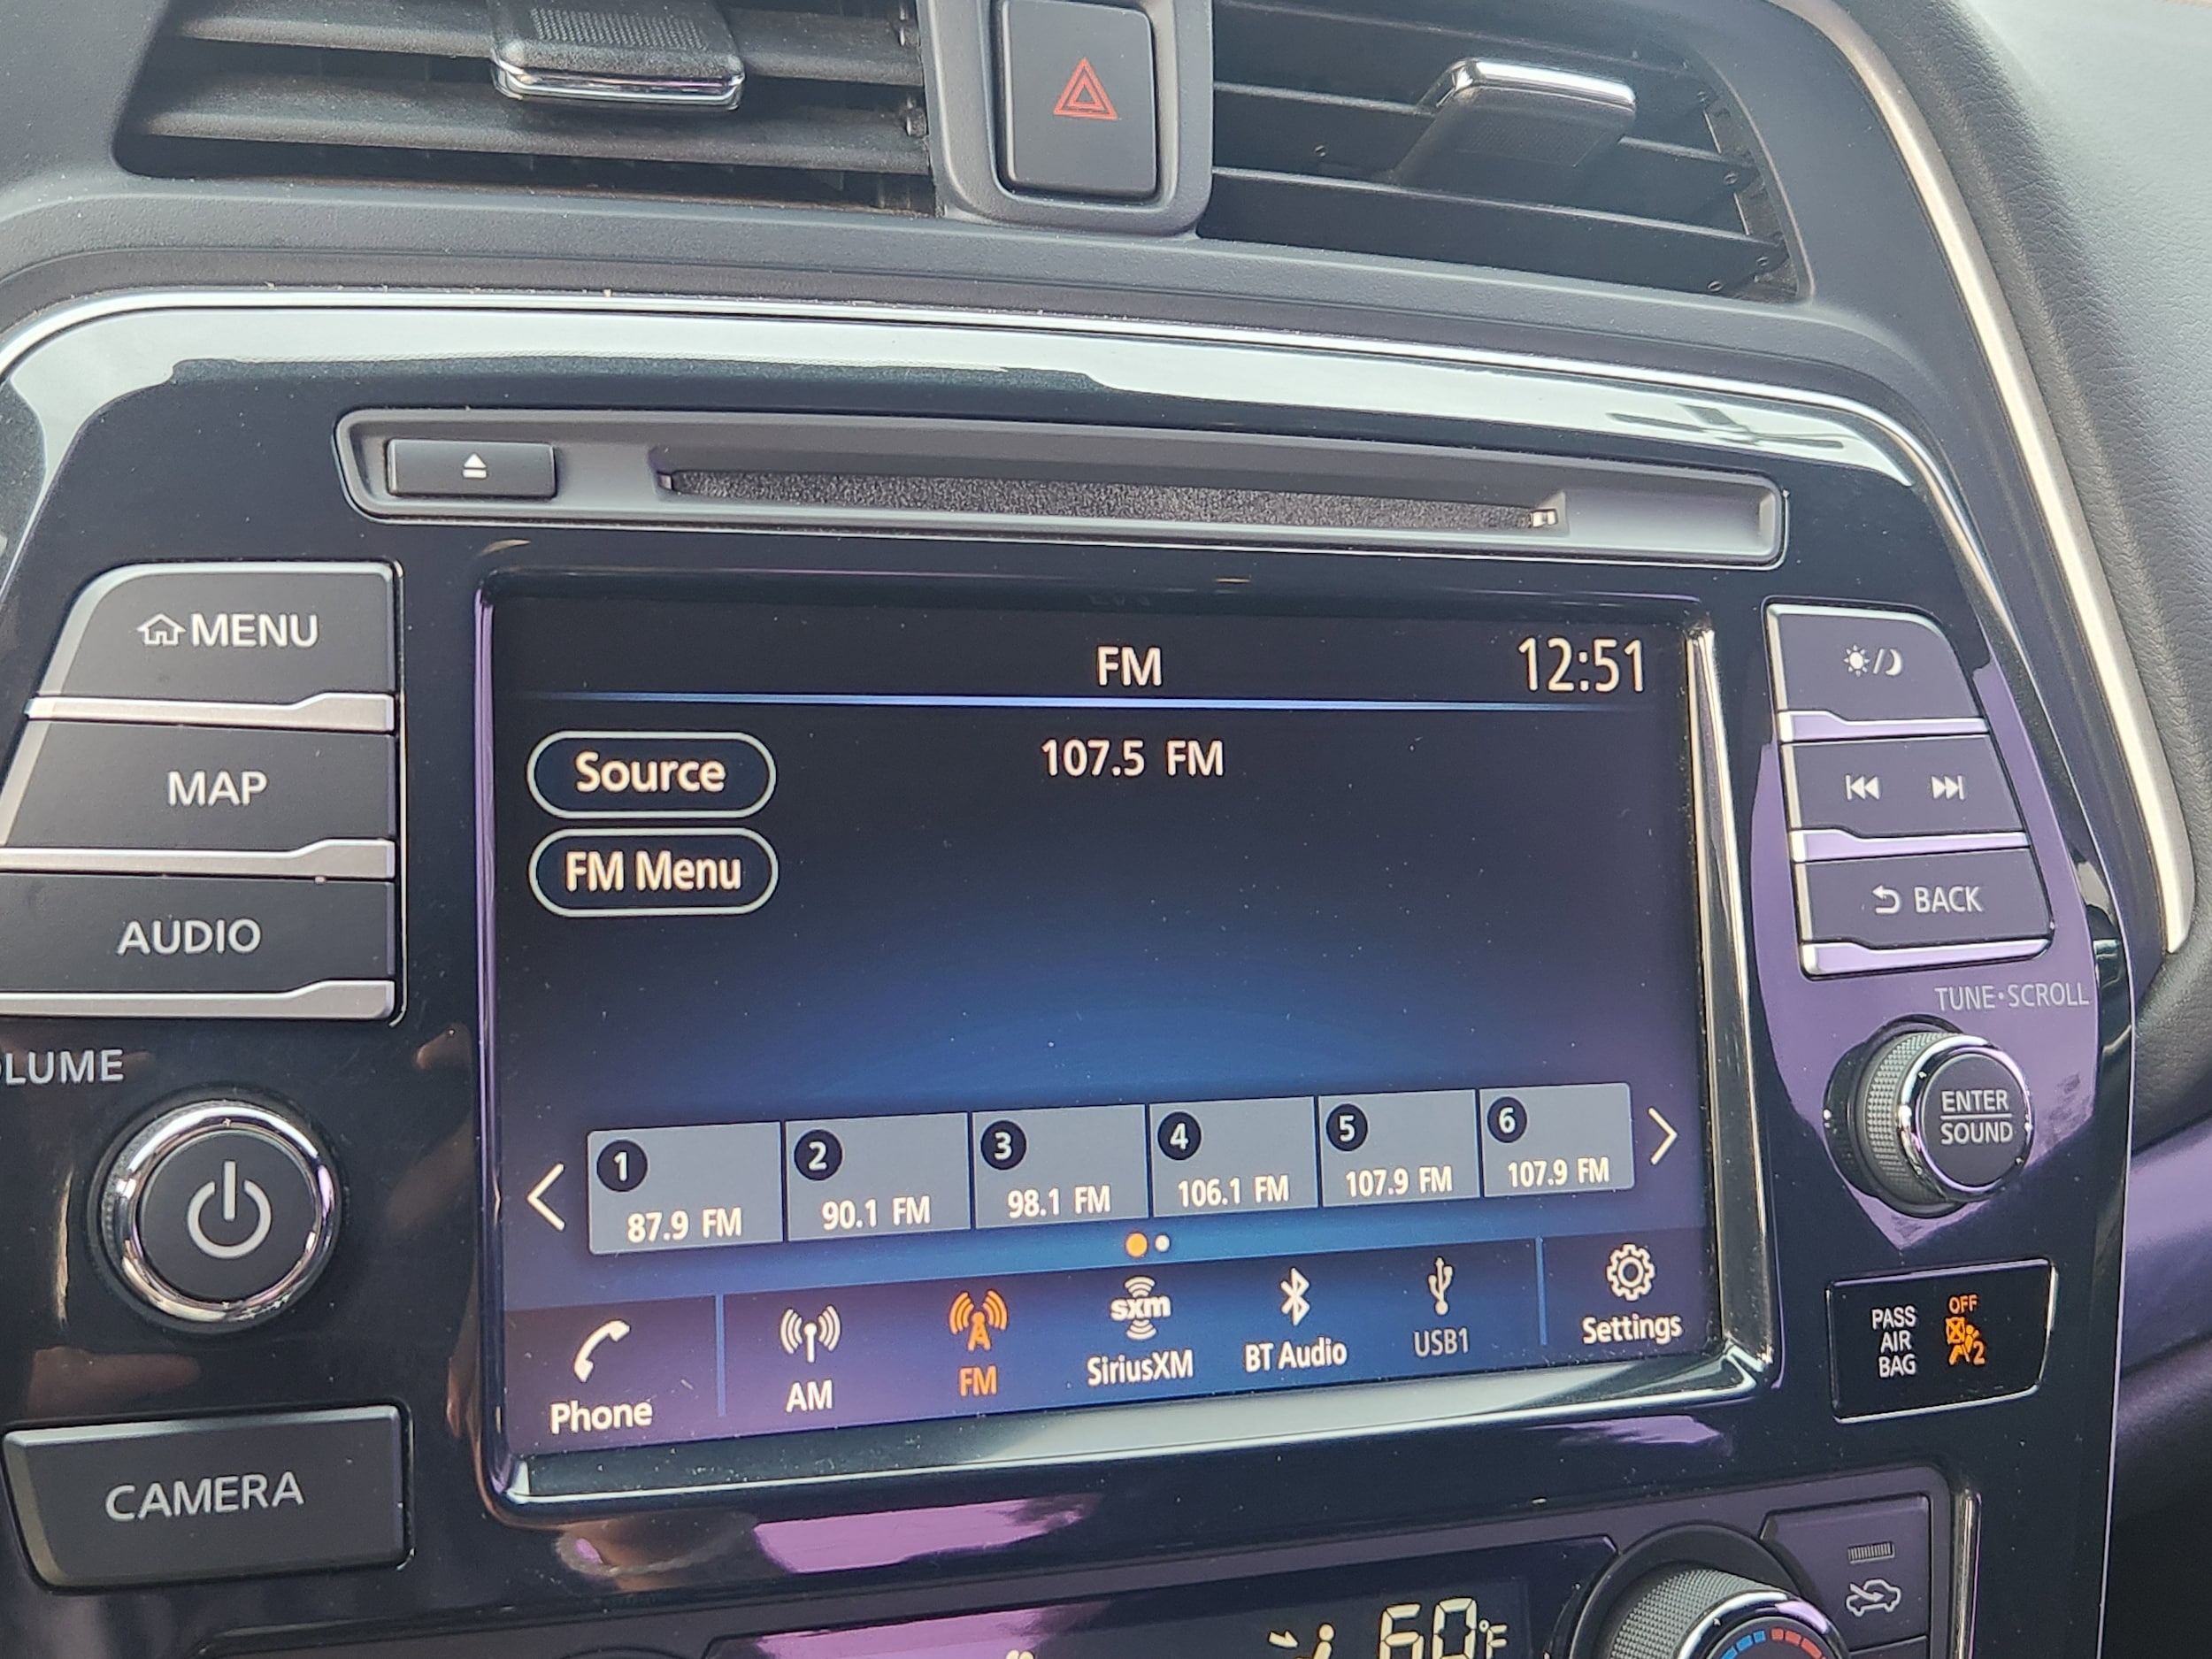 MENU
MAP
AUDIO
LUME
CAMERA
FM
12:51
Source
107.5 FM
FM Menu
1
87.9 FM
2
90.1 FM
3
98.1 FM
4
106.1 FM
5
107.9 FM
6
107.9 FM
Phone
AM
FM
sxm
SiriusXM
BT Audio
USB1
Settings
BACK
TUNE•SCROLL
ENTER
SOUND
PASS
AIR
BAG
OFF
2
60°F